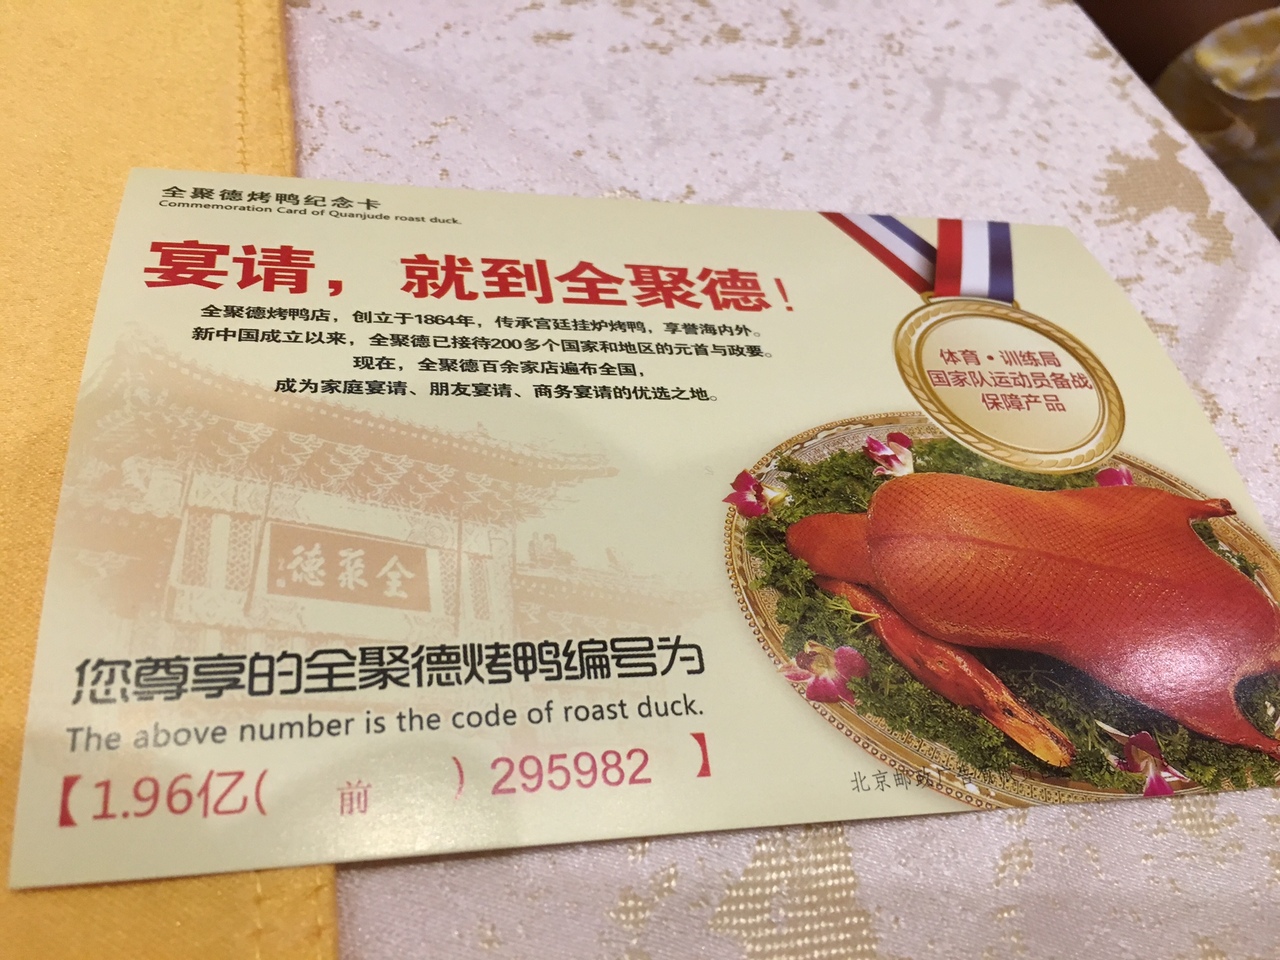 全聚德烤鸭纪念卡
Commemoration Card of Quanjude roast duck.
宴请，就到全聚德！
全聚德烤鸭店，创立于1864年，传承宫廷挂炉烤鸭，享誉海内外。
新中国成立以来，全聚德已接待200多个国家和地区的元首与政要。
现在，全聚德百余家店遍布全国，
成为家庭宴请、朋友宴请、商务宴请的优选之地。
体育·训练局
国家队运动员备战
保障产品
德聚全
您尊享的全聚德烤鸭编号为
The above number is the code of roast duck.
【1.96亿( 前 ) 295982 】
北京邮政广告